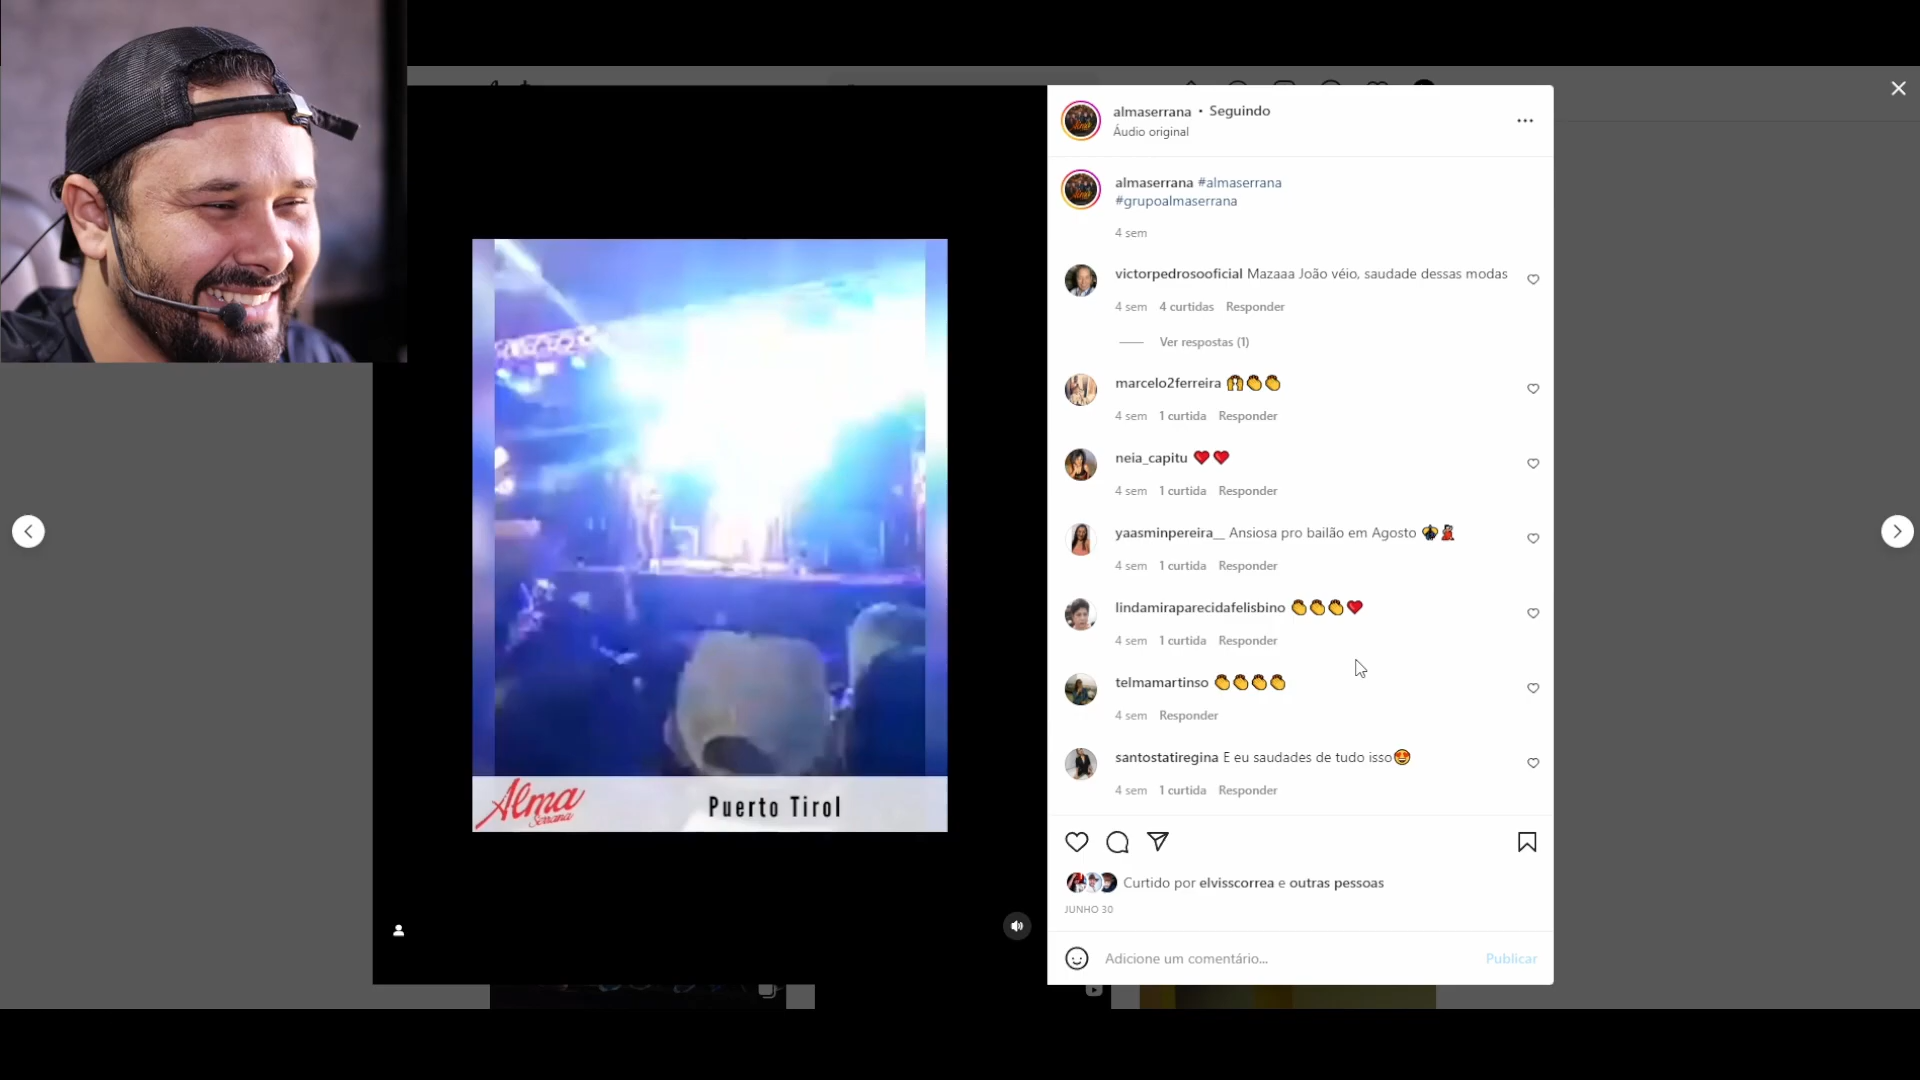 almaserrana • Seguindo
Áudio original
almaserrana #almaserrana
#grupoalmaserrana
4 sem
victorpedrosooficial Mazaaa João véio, saudade dessas modas
4 sem 4 curtidas Responder
Ver respostas (1)
marcelo2ferreira 🙌👏👏
4 sem 1 curtida Responder
neia_capitu ❤️❤️
4 sem 1 curtida Responder
yaasminpereira__ Ansiosa pro bailão em Agosto 🕺💃
4 sem 1 curtida Responder
lindamiraparecidafelisbino 👏👏👏❤️
4 sem 1 curtida Responder
telmamartinso 👏👏👏👏
4 sem Responder
santostatiregina E eu saudades de tudo isso😍
4 sem 1 curtida Responder
Alma
Serrana
Puerto Tirol
Curtido por elvisscorrea e outras pessoas
JUNHO 30
Adicione um comentário...
Publicar